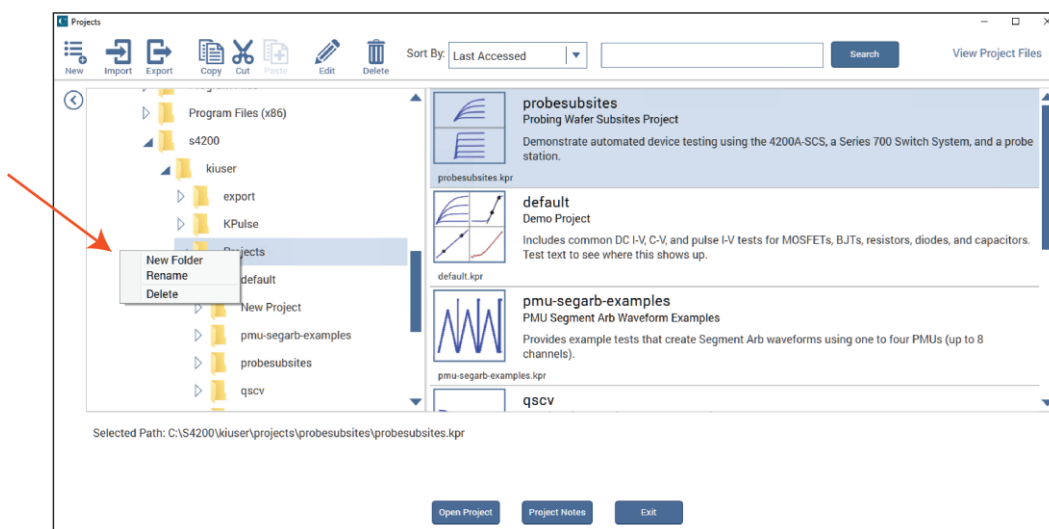 Projects
New Import Export Copy Cut Paste Edit Delete Sort By: Last Accessed Search View Project Files
Program Files (x86)
s4200
kiuser
export
KPulse
New Folder
Rename
Delete
default
New Project
pmu-segarb-examples
probesubsites
qscv
probesubsites
Probing Wafer Subsites Project
Demonstrate automated device testing using the 4200A-SCS, a Series 700 Switch System, and a probe
station.
probesubsites.kpr
default
Demo Project
Includes common DC I-V, C-V, and pulse I-V tests for MOSFETs, BJTs, resistors, diodes, and capacitors.
Test text to see where this shows up.
default.kpr
pmu-segarb-examples
PMU Segment Arb Waveform Examples
Provides example tests that create Segment Arb waveforms using one to four PMUs (up to 8
channels).
pmu-segarb-examples.kpr
qscv
Selected Path: C:\S4200\kiuser\projects\probesubsites\probesubsites.kpr
Open Project Project Notes Exit